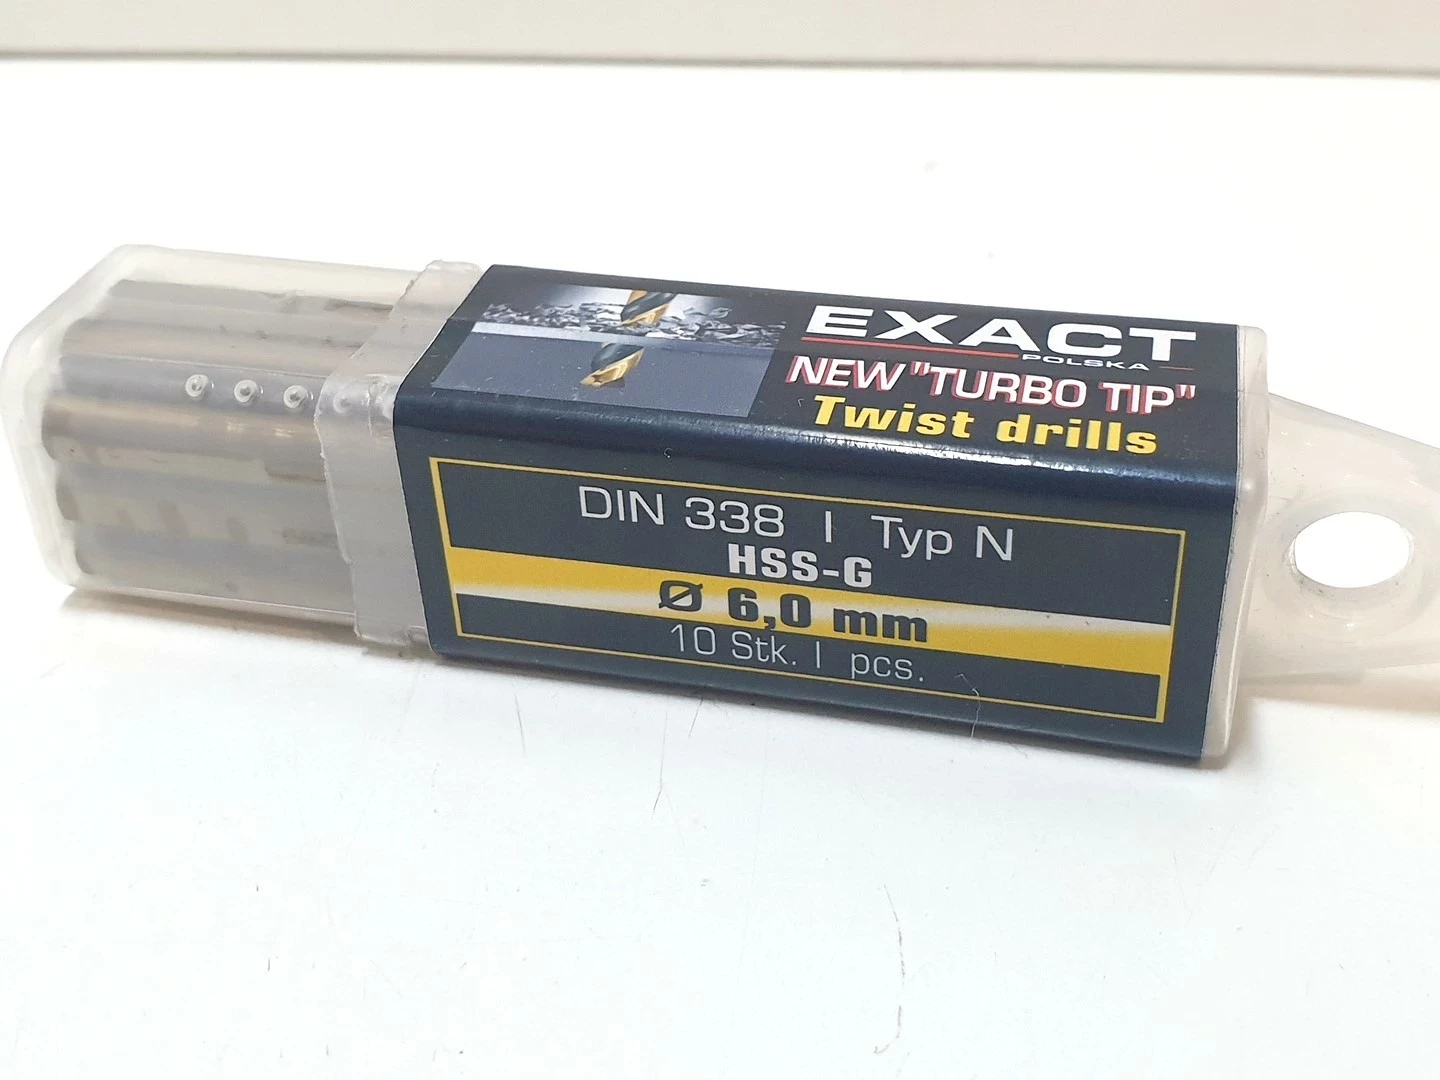 EXACT
POLSKA
NEW "TURBO TIP"
Twist drills
DIN 338 | Typ N
HSS-G
Ø 6,0 mm
10 Stk. | pcs.